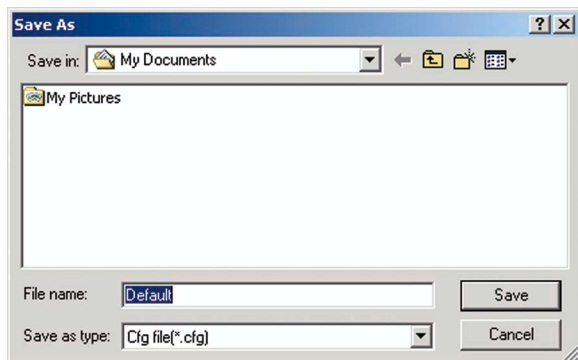 Save As
Save in: My Documents
My Pictures
File name: Default Save
Save as type: Cfg file(*.cfg) Cancel